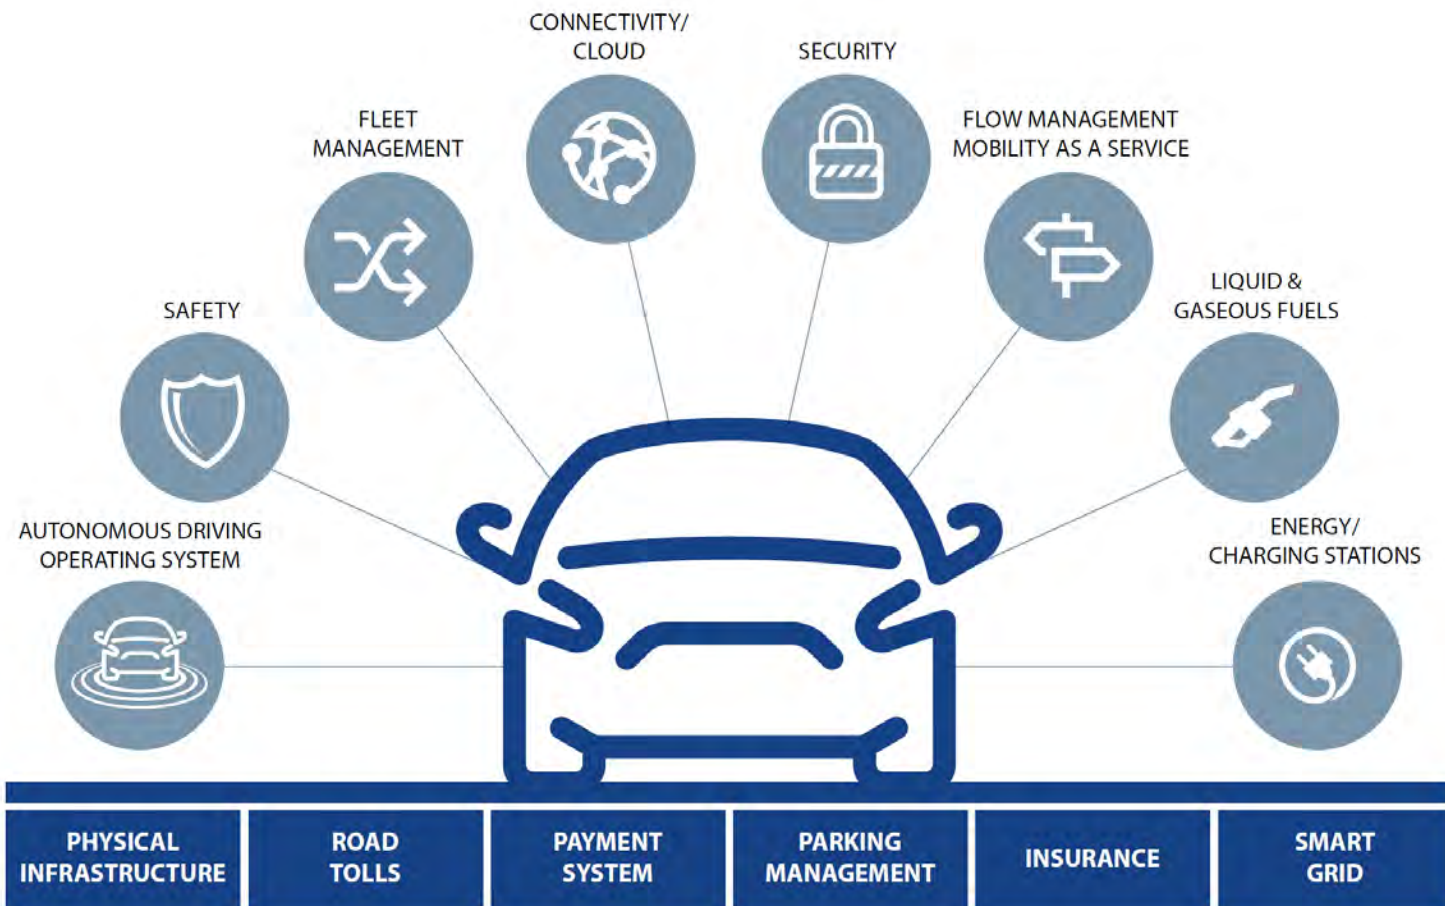 CONNECTIVITY/
CLOUD
SECURITY
FLEET
MANAGEMENT
FLOW MANAGEMENT
MOBILITY AS A SERVICE
SAFETY
LIQUID &
GASEOUS FUELS
AUTONOMOUS DRIVING
OPERATING SYSTEM
ENERGY/
CHARGING STATIONS
PHYSICAL
INFRASTRUCTURE
ROAD
TOLLS
PAYMENT
SYSTEM
PARKING
MANAGEMENT
INSURANCE
SMART
GRID